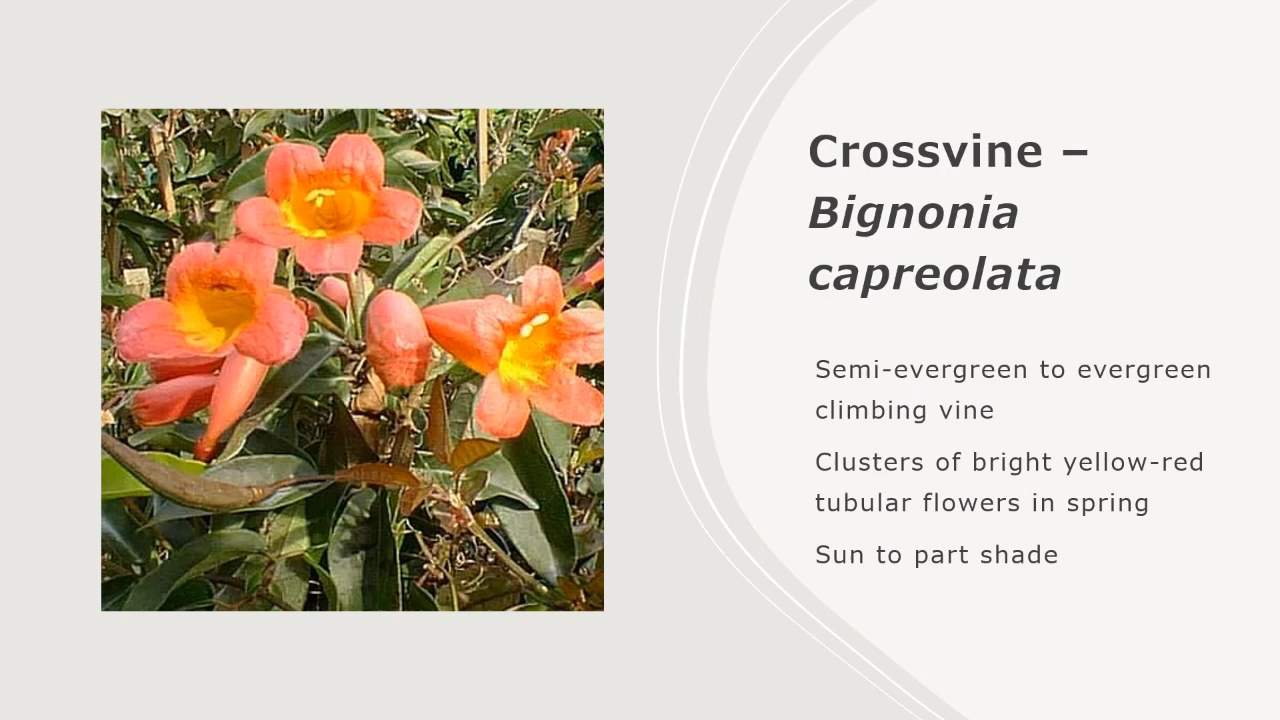 Crossvine –
Bignonia
capreolata
Semi-evergreen to evergreen
climbing vine
Clusters of bright yellow-red
tubular flowers in spring
Sun to part shade